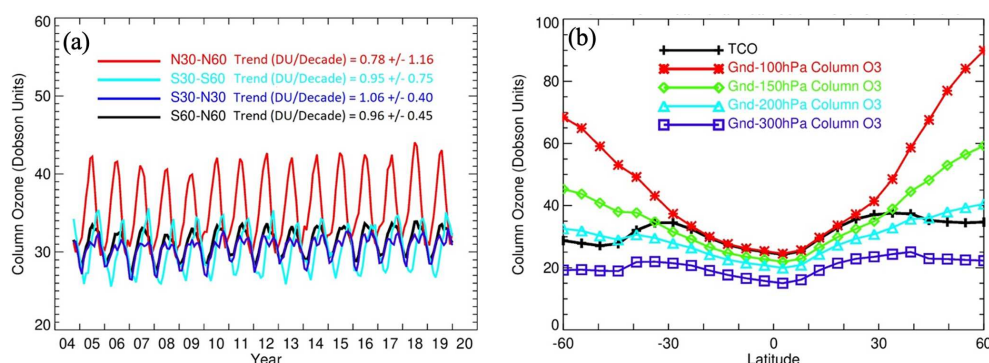 (a)
N30-N60 Trend (DU/Decade) = 0.78 +/- 1.16
S30-S60 Trend (DU/Decade) = 0.95 +/- 0.75
S30-N30 Trend (DU/Decade) = 1.06 +/- 0.40
S60-N60 Trend (DU/Decade) = 0.96 +/- 0.45
Column Ozone (Dobson Units)
60
50
40
30
20
04 05 06 07 08 09 10 11 12 13 14 15 16 17 18 19 20
Year
(b)
TCO
Gnd-100hPa Column O3
Gnd-150hPa Column O3
Gnd-200hPa Column O3
Gnd-300hPa Column O3
Column Ozone (Dobson Units)
100
80
60
40
20
0
-60 -30 0 30 60
Latitude